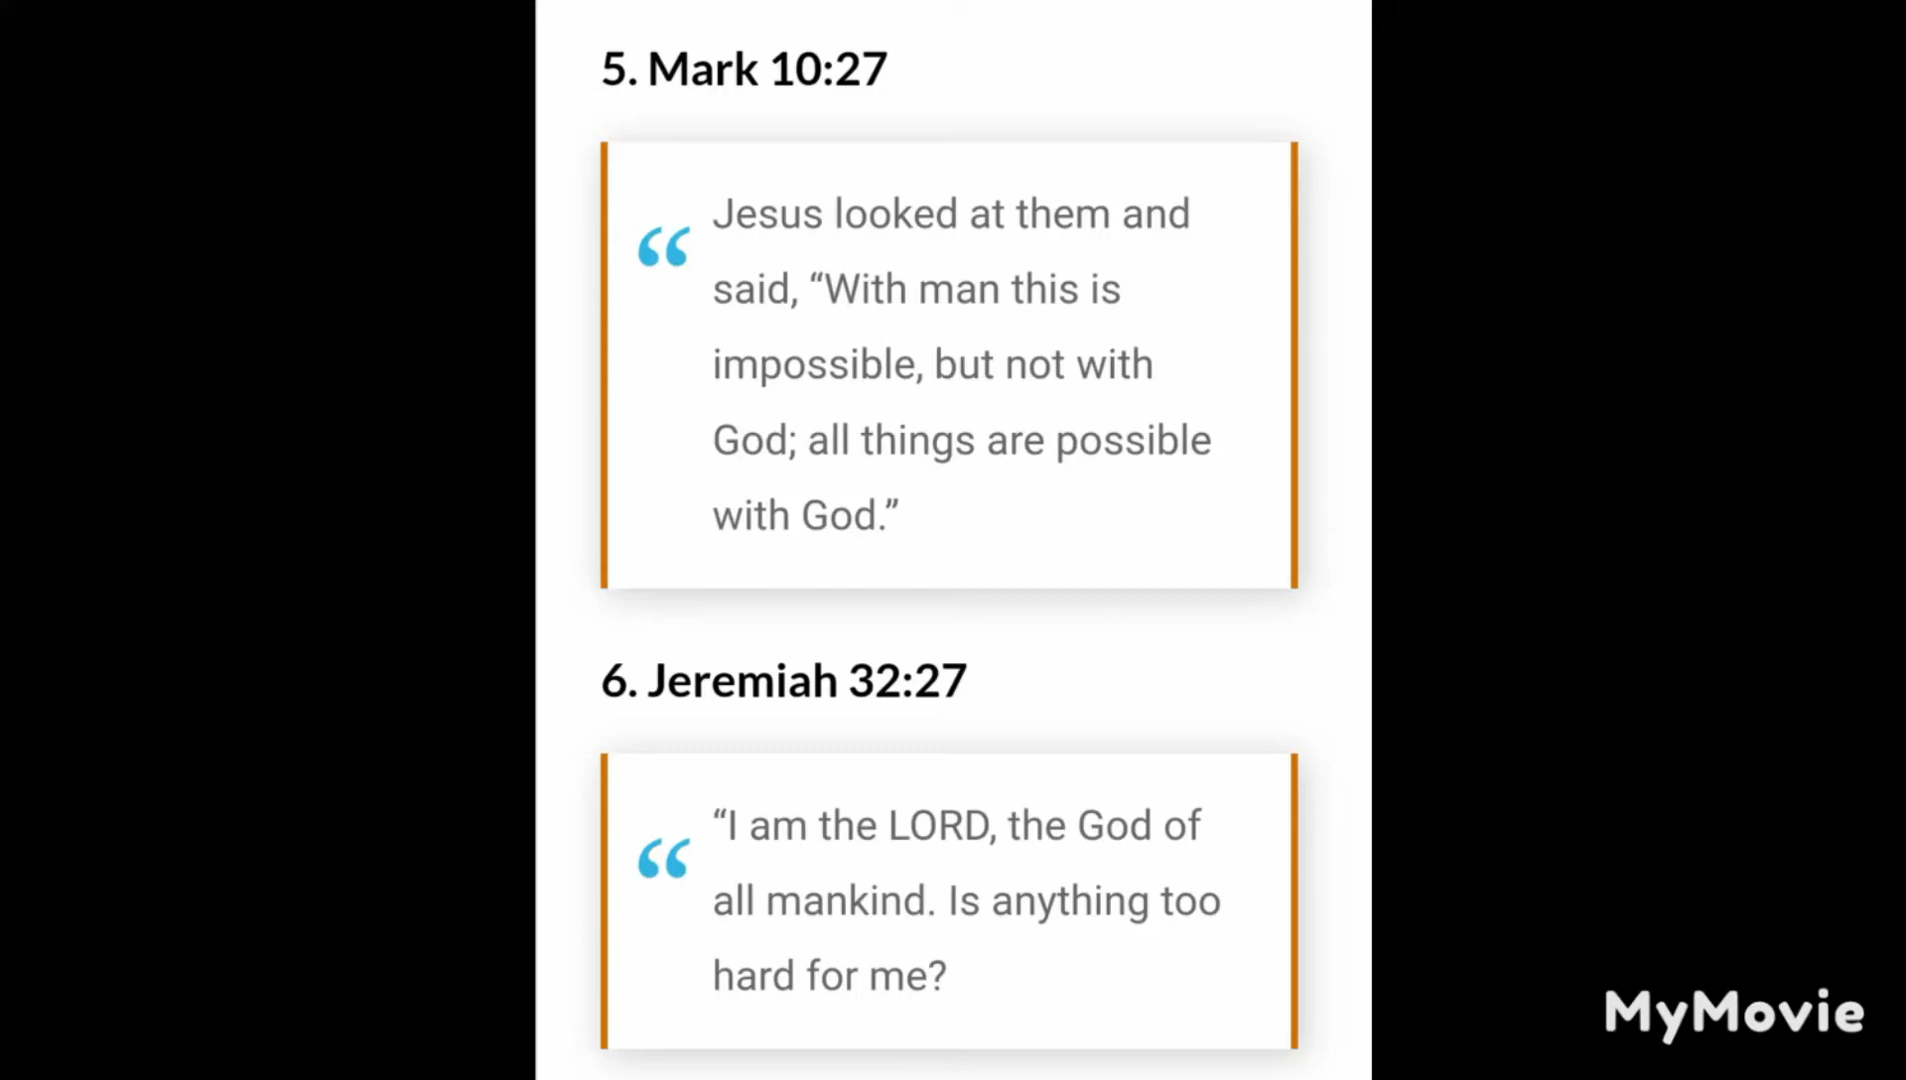 5. Mark 10:27
Jesus looked at them and
said, “With man this is
impossible, but not with
God; all things are possible
with God.”
6. Jeremiah 32:27
“I am the LORD, the God of
all mankind. Is anything too
hard for me?
MyMovie